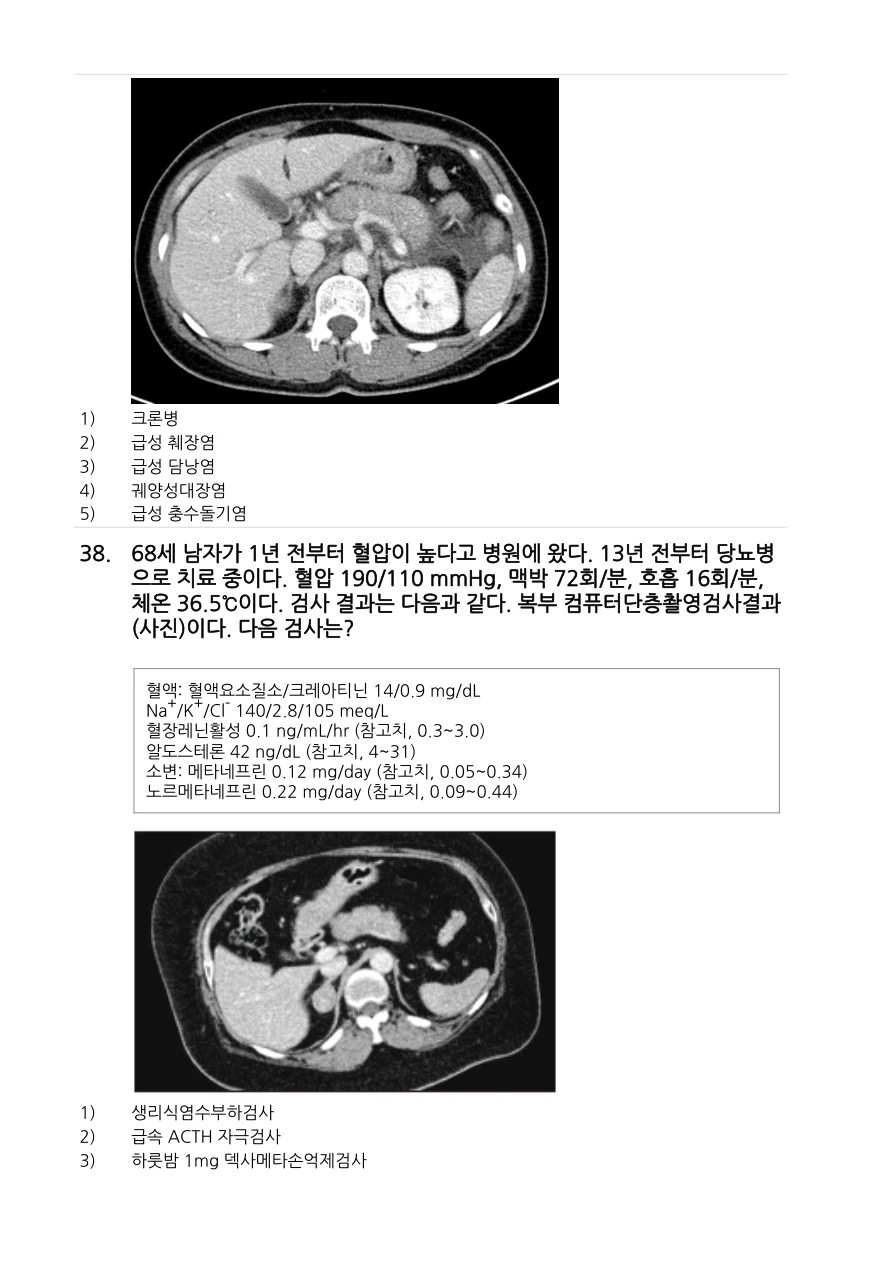 1) 크론병
2) 급성 췌장염
3) 급성 담낭염
4) 궤양성대장염
5) 급성 충수돌기염
38. 68세 남자가 1년 전부터 혈압이 높다고 병원에 왔다. 13년 전부터 당뇨병
으로 치료 중이다. 혈압 190/110 mmHg, 맥박 72회/분, 호흡 16회/분,
체온 36.5℃이다. 검사 결과는 다음과 같다. 복부 컴퓨터단층촬영검사결과
(사진)이다. 다음 검사는?
혈액: 혈액요소질소/크레아티닌 14/0.9 mg/dL
Na⁺/K⁺/Cl⁻ 140/2.8/105 meq/L
혈장레닌활성 0.1 ng/mL/hr (참고치, 0.3~3.0)
알도스테론 42 ng/dL (참고치, 4~31)
소변: 메타네프린 0.12 mg/day (참고치, 0.05~0.34)
노르메타네프린 0.22 mg/day (참고치, 0.09~0.44)
1) 생리식염수부하검사
2) 급속 ACTH 자극검사
3) 하룻밤 1mg 덱사메타손억제검사